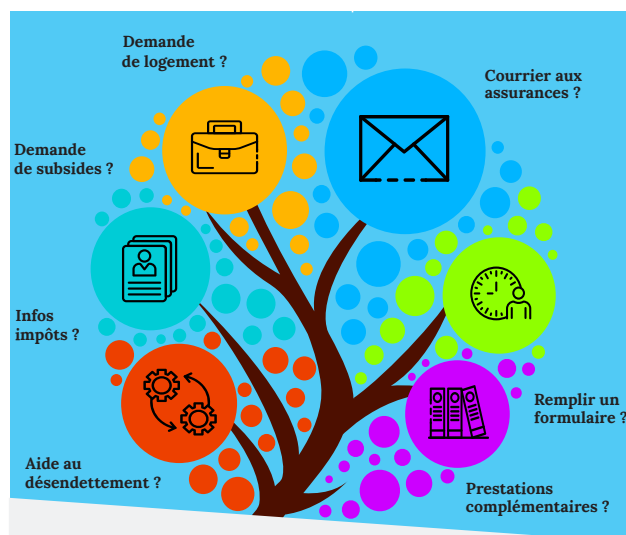 Demande
de logement ?
Courrier aux
assurances ?
Demande
de subsides ?
Infos
impôts ?
Remplir un
formulaire ?
Aide au
désendettement ?
Prestations
complémentaires ?